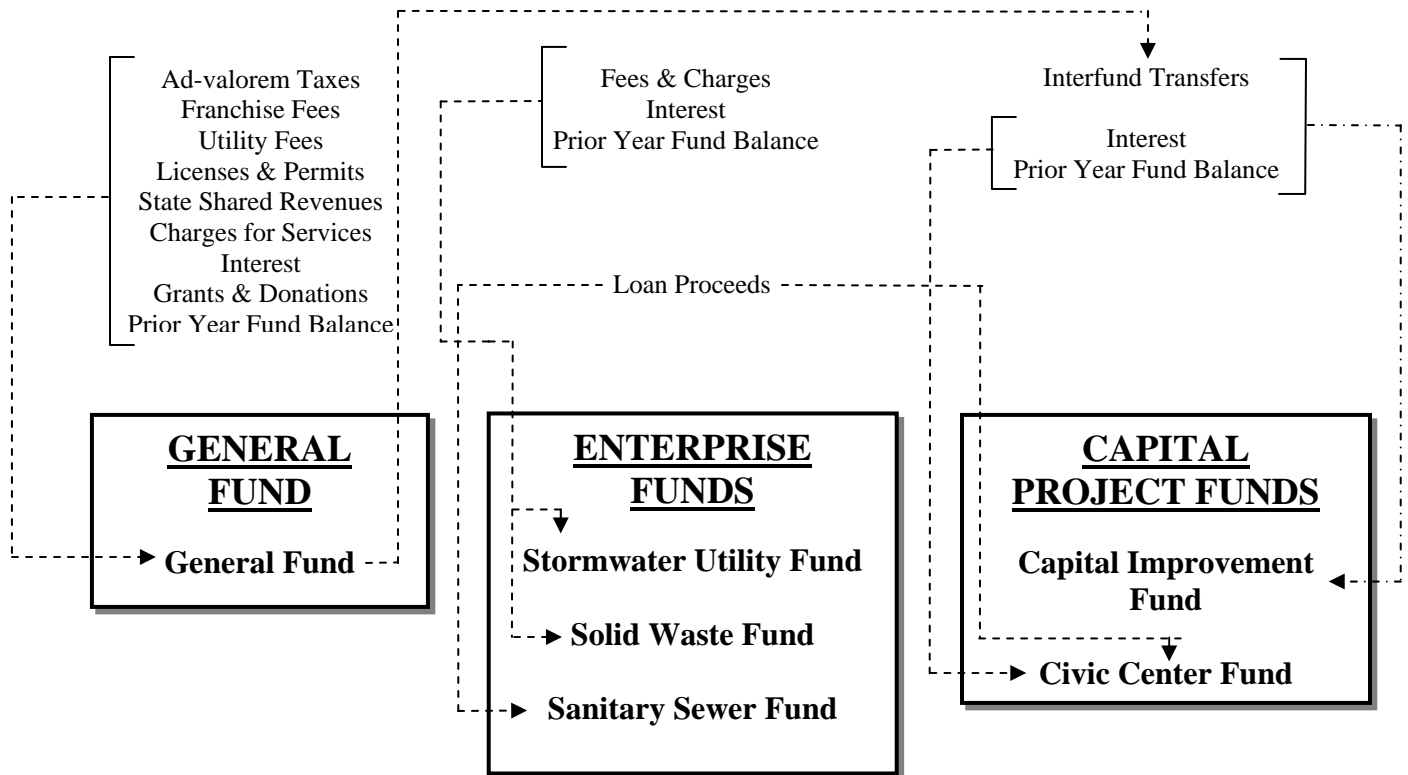 Ad-valorem Taxes
Franchise Fees
Utility Fees
Licenses & Permits
State Shared Revenues
Charges for Services
Interest
Grants & Donations
Prior Year Fund Balance
Fees & Charges
Interest
Prior Year Fund Balance
Interfund Transfers
Interest
Prior Year Fund Balance
Loan Proceeds
GENERAL
FUND
General Fund
ENTERPRISE
FUNDS
Stormwater Utility Fund
Solid Waste Fund
Sanitary Sewer Fund
CAPITAL
PROJECT FUNDS
Capital Improvement
Fund
Civic Center Fund